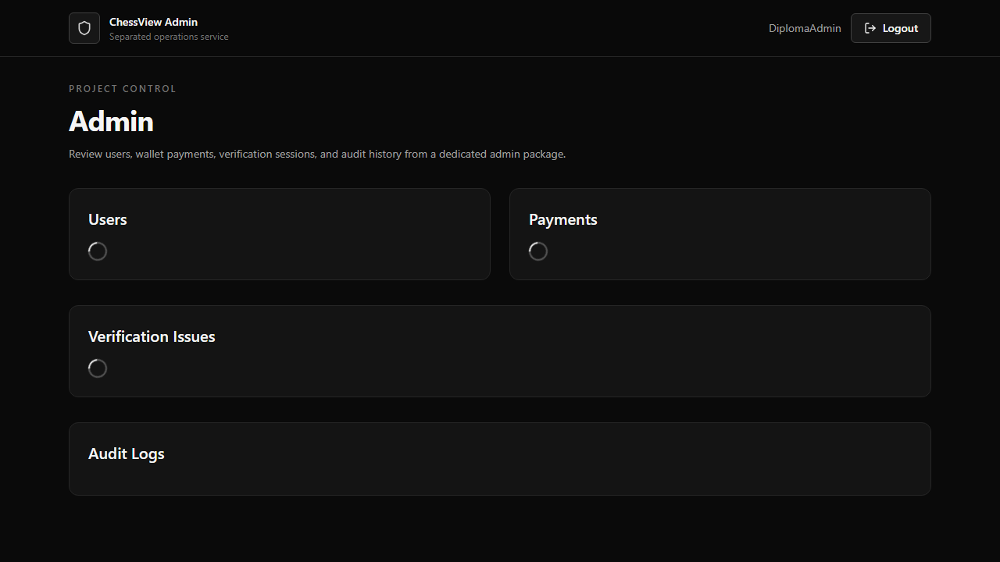 ChessView Admin
Separated operations service
DiplomaAdmin
Logout
PROJECT CONTROL
Admin
Review users, wallet payments, verification sessions, and audit history from a dedicated admin package.
Users
Payments
Verification Issues
Audit Logs